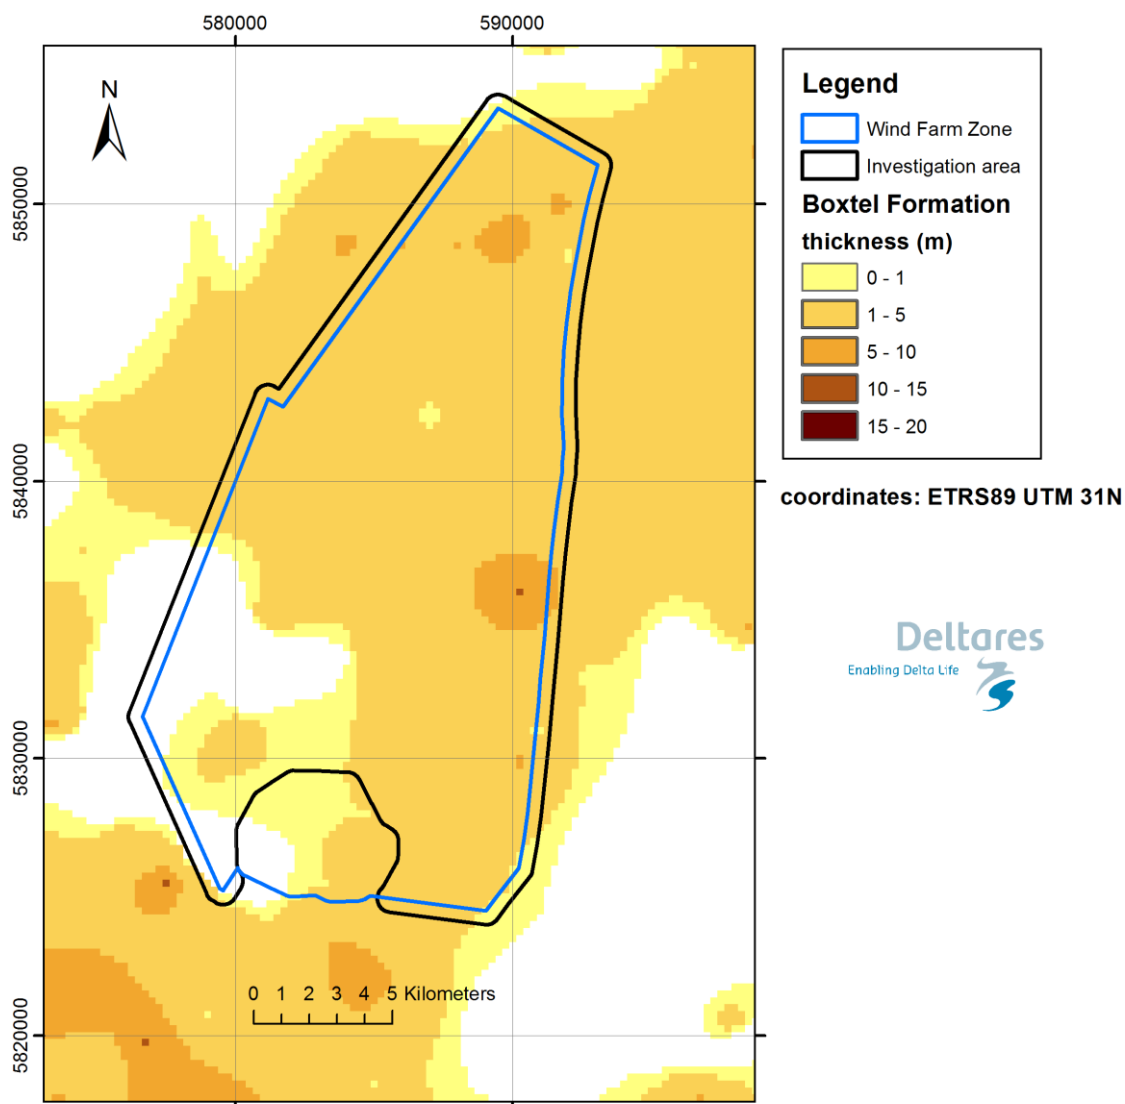 580000
590000
N
5850000
5840000
5830000
5820000
0 1 2 3 4 5 Kilometers
Legend
Wind Farm Zone
Investigation area
Boxtel Formation
thickness (m)
0 - 1
1 - 5
5 - 10
10 - 15
15 - 20
coordinates: ETRS89 UTM 31N
Deltares
Enabling Delta Life